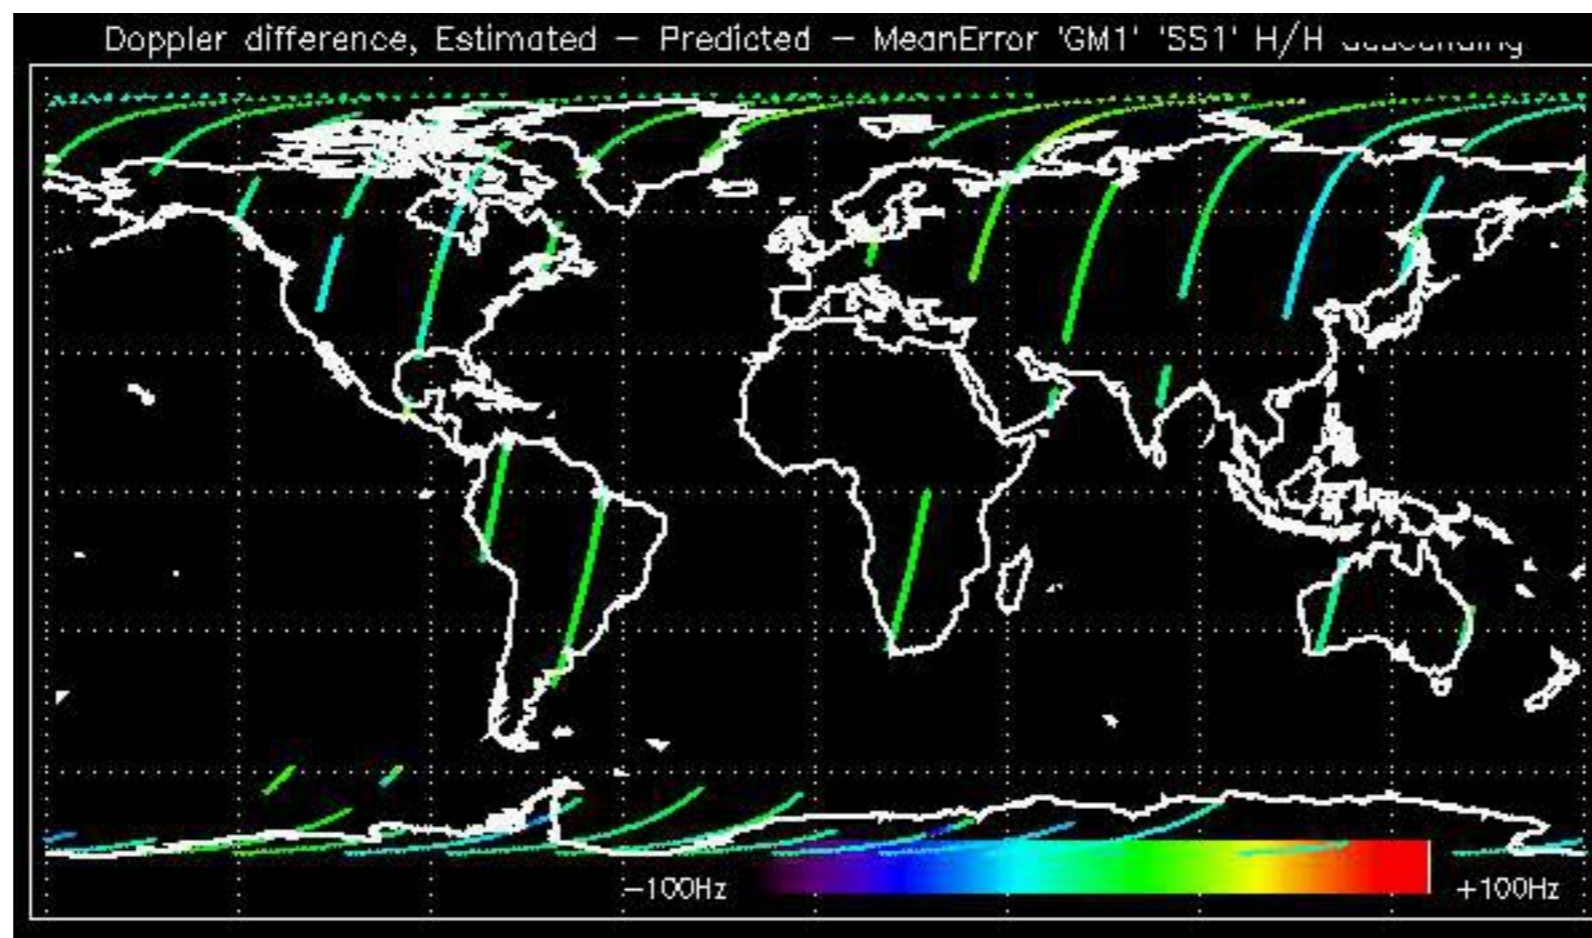 Doppler difference, Estimated — Predicted — MeanError 'GM1' 'SS1' H/H
−100Hz
+100Hz